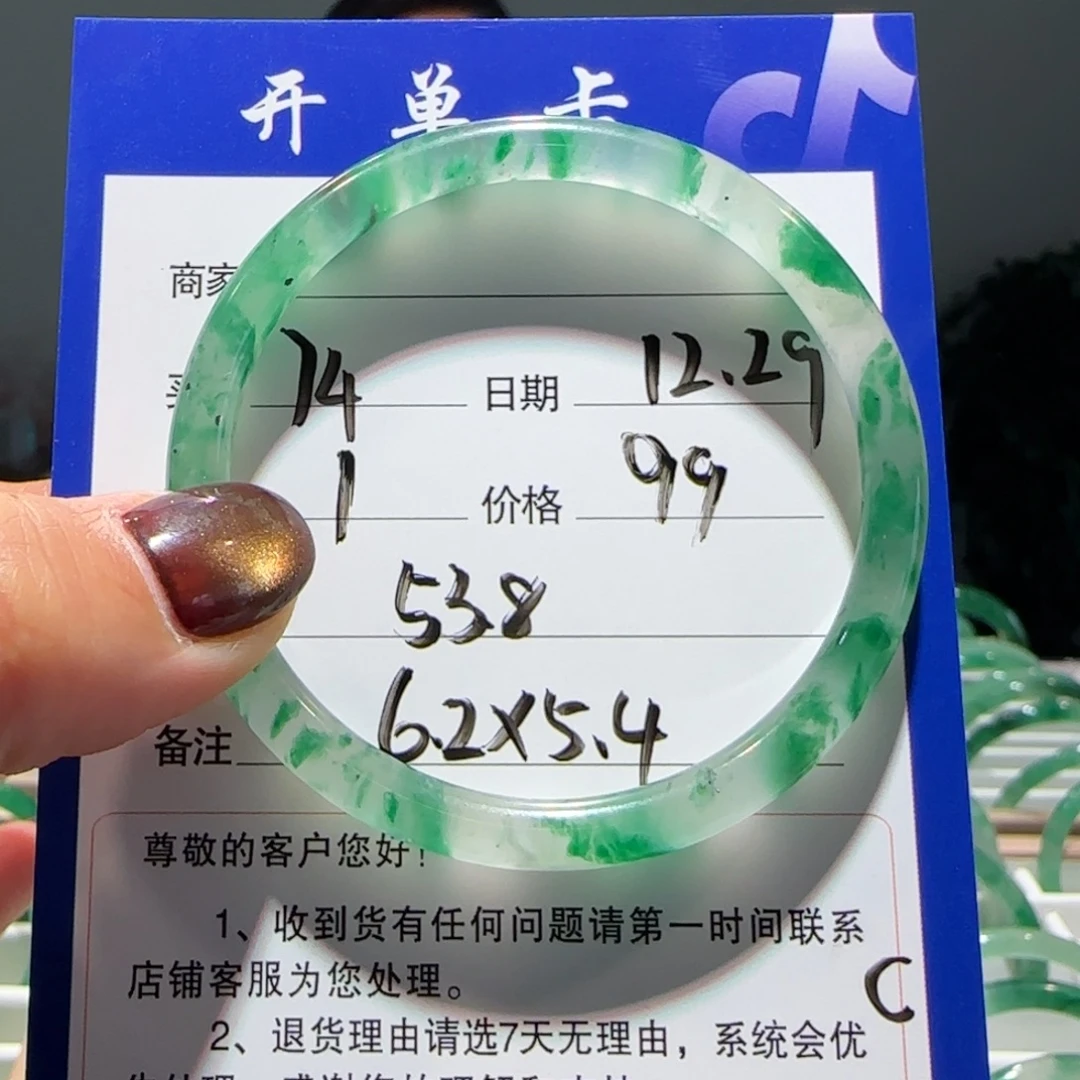 开单卡
商家
74 日期 12.29
1 价格 99
538
6.2X5.4
备注
尊敬的客户您好！
1、收到货有任何问题请第一时间联系
店铺客服为您处理。
C
2、退货理由请选7天无理由，系统会优